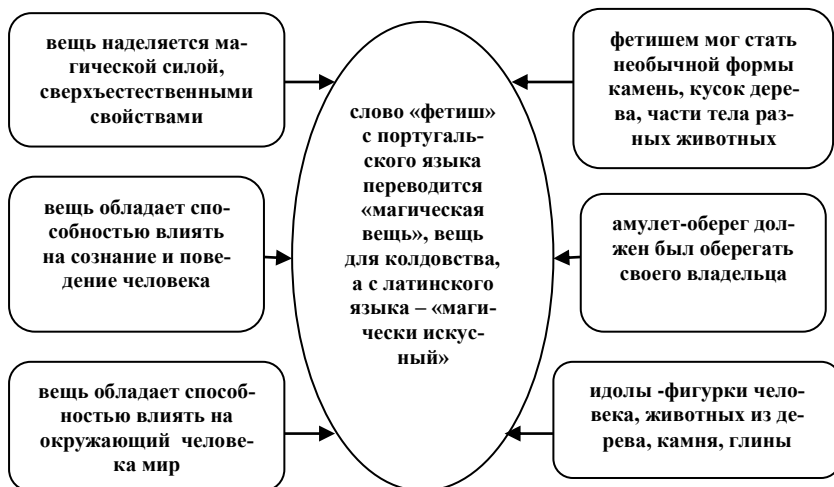 вещь наделяется ма-
гической силой,
сверхъестественными
свойствами
вещь обладает спо-
собностью влиять
на сознание и пове-
дение человека
вещь обладает способ-
ностью влиять на
окружающий человека-
ка мир
слово «фетиш»
с португаль-
ского языка
переводится
«магическая
вещь», вещь
для колдовства,
а с латинского
языка – «маги-
чески искус-
ный»
фетишем мог стать
необычной формы
камень, кусок дере-
ва, части тела раз-
ных животных
амулет-оберег дол-
жен был оберегать
своего владельца
идолы -фигурки чело-
века, животных из де-
рева, камня, глины